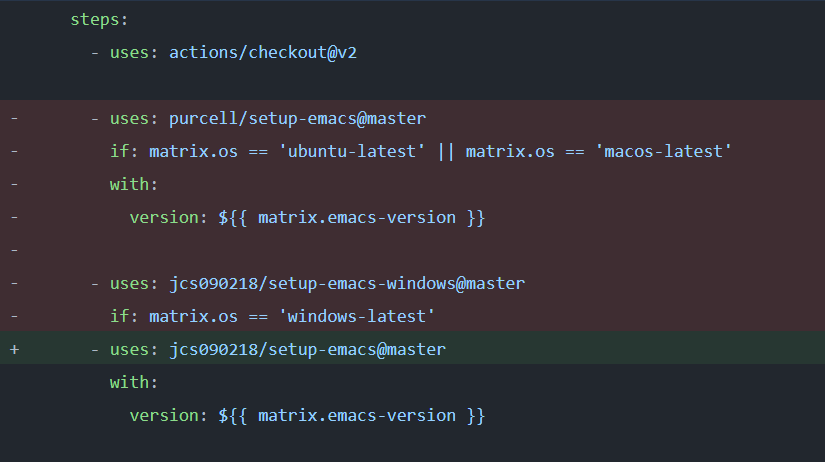 steps:
- uses: actions/checkout@v2
- - uses: purcell/setup-emacs@master
- if: matrix.os == 'ubuntu-latest' || matrix.os == 'macos-latest'
- with:
- version: ${{ matrix.emacs-version }}
-
- - uses: jcs090218/setup-emacs-windows@master
- if: matrix.os == 'windows-latest'
+ - uses: jcs090218/setup-emacs@master
with:
version: ${{ matrix.emacs-version }}